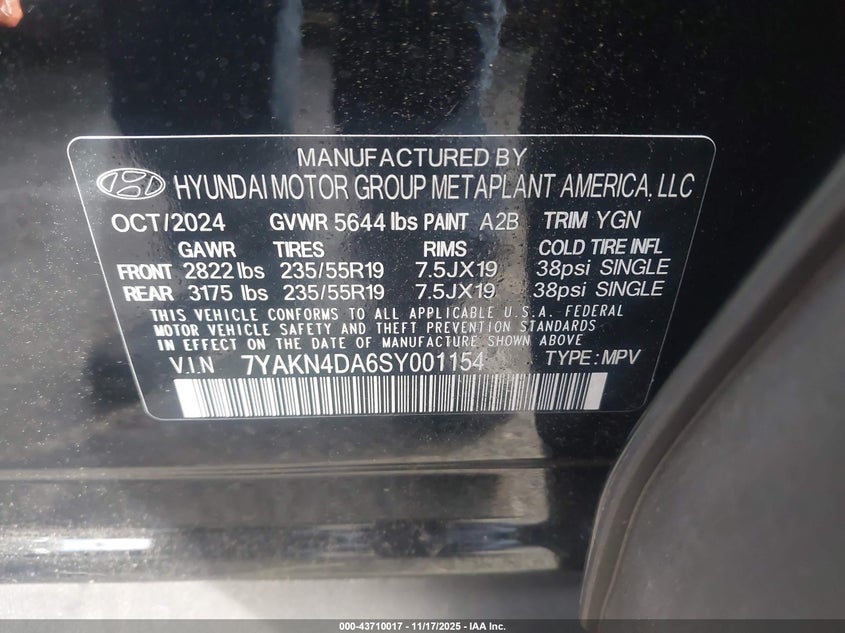 MANUFACTURED BY
HYUNDAI MOTOR GROUP METAPLANT AMERICA, LLC
OCT/2024 GVWR 5644 lbs PAINT A2B TRIM YGN
GAWR TIRES RIMS COLD TIRE INFL
FRONT 2822 lbs 235/55R19 7.5JX19 38psi SINGLE
REAR 3175 lbs 235/55R19 7.5JX19 38psi SINGLE
THIS VEHICLE CONFORMS TO ALL APPLICABLE U.S.A. FEDERAL
MOTOR VEHICLE SAFETY AND THEFT PREVENTION STANDARDS
IN EFFECT ON THE DATE OF MANUFACTURE SHOWN ABOVE
V.I.N 7YAKN4DA6SY001154 TYPE: MPV
000-43710017 - 11/17/2025 - IAA Inc.